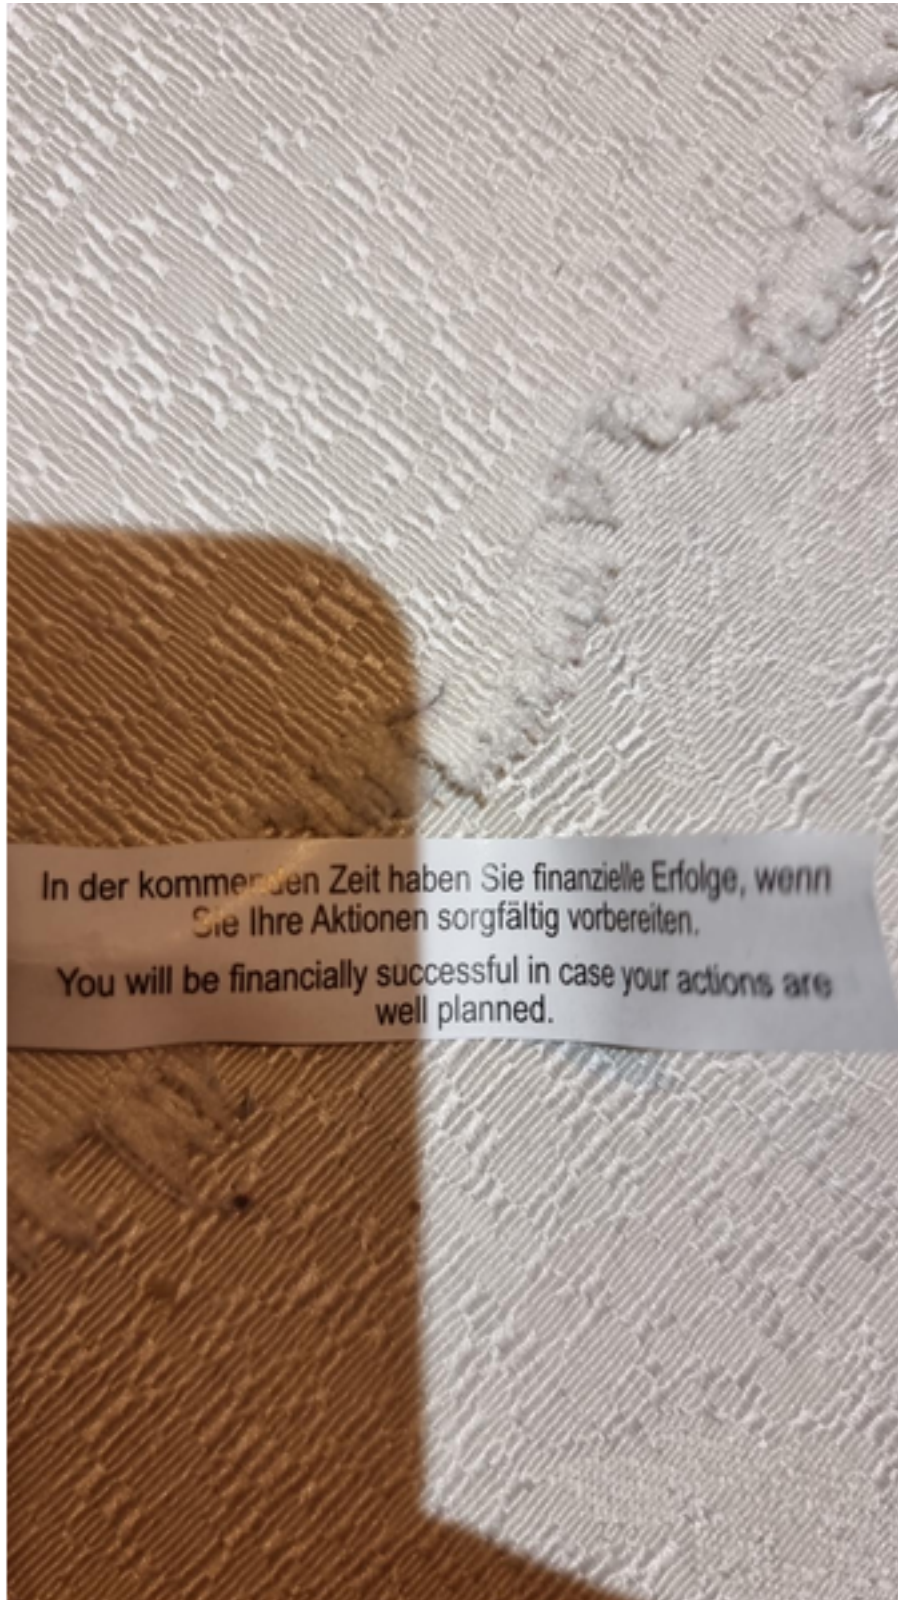 In der kommenden Zeit haben Sie finanzielle Erfolge, wenn
Sie Ihre Aktionen sorgfältig vorbereiten.
You will be financially successful in case your actions are
well planned.